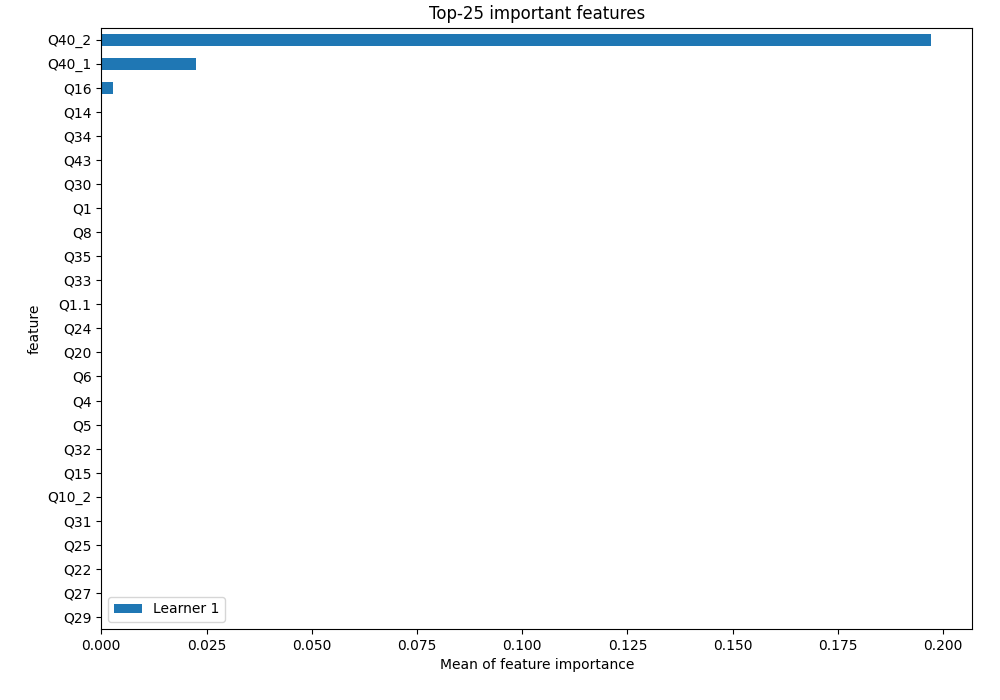 Top-25 important features
Q40_2
Q40_1
Q16
Q14
Q34
Q43
Q30
Q1
Q8
Q35
Q33
Q1.1
Q24
Q20
Q6
Q4
Q5
Q32
Q15
Q10_2
Q31
Q25
Q22
Q27
Q29
feature
Learner 1
0.000 0.025 0.050 0.075 0.100 0.125 0.150 0.175 0.200
Mean of feature importance